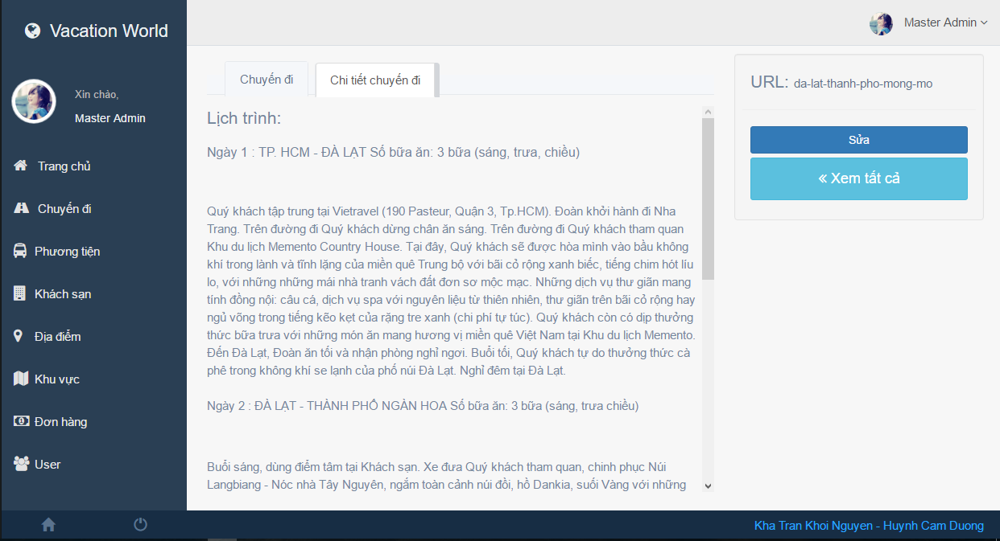 Vacation World
Master Admin
Xin chào,
Master Admin
Trang chủ
Chuyến đi
Phương tiện
Khách sạn
Địa điểm
Khu vực
Đơn hàng
User
Chuyến đi
Chi tiết chuyến đi
Lịch trình:
Ngày 1 : TP. HCM - ĐÀ LẠT Số bữa ăn: 3 bữa (sáng, trưa, chiều)
Quý khách tập trung tại Vietravel (190 Pasteur, Quận 3, Tp.HCM). Đoàn khởi hành đi Nha
Trang. Trên đường đi Quý khách dừng chân ăn sáng. Trên đường đi Quý khách tham quan
Khu du lịch Memento Country House. Tại đây, Quý khách sẽ được hòa mình vào bầu không
khí trong lành và tĩnh lặng của miền quê Trung bộ với bãi cỏ rộng xanh biếc, tiếng chim hót líu
lo, với những những mái nhà tranh vách đất đơn sơ mộc mạc. Những dịch vụ thư giãn mang
tính đồng nội: câu cá, dịch vụ spa với nguyên liệu từ thiên nhiên, thư giãn trên bãi cỏ rộng hay
ngủ võng trong tiếng kẽo kẹt của rặng tre xanh (chi phí tự túc). Quý khách còn có dịp thưởng
thức bữa trưa với những món ăn mang hương vị miền quê Việt Nam tại Khu du lịch Memento.
Đến Đà Lạt, Đoàn ăn tối và nhận phòng nghỉ ngơi. Buổi tối, Quý khách tự do thưởng thức cà
phê trong không khí se lạnh của phố núi Đà Lạt. Nghỉ đêm tại Đà Lạt.
Ngày 2 : ĐÀ LẠT - THÀNH PHỐ NGÀN HOA Số bữa ăn: 3 bữa (sáng, trưa chiều)
Buổi sáng, dùng điểm tâm tại Khách sạn. Xe đưa Quý khách tham quan, chinh phục Núi
Langbiang - Nóc nhà Tây Nguyên, ngắm toàn cảnh núi đồi, hồ Dankia, suối Vàng với những
URL: da-lat-thanh-pho-mong-mo
Sửa
« Xem tất cả
Kha Tran Khoi Nguyen - Huynh Cam Duong